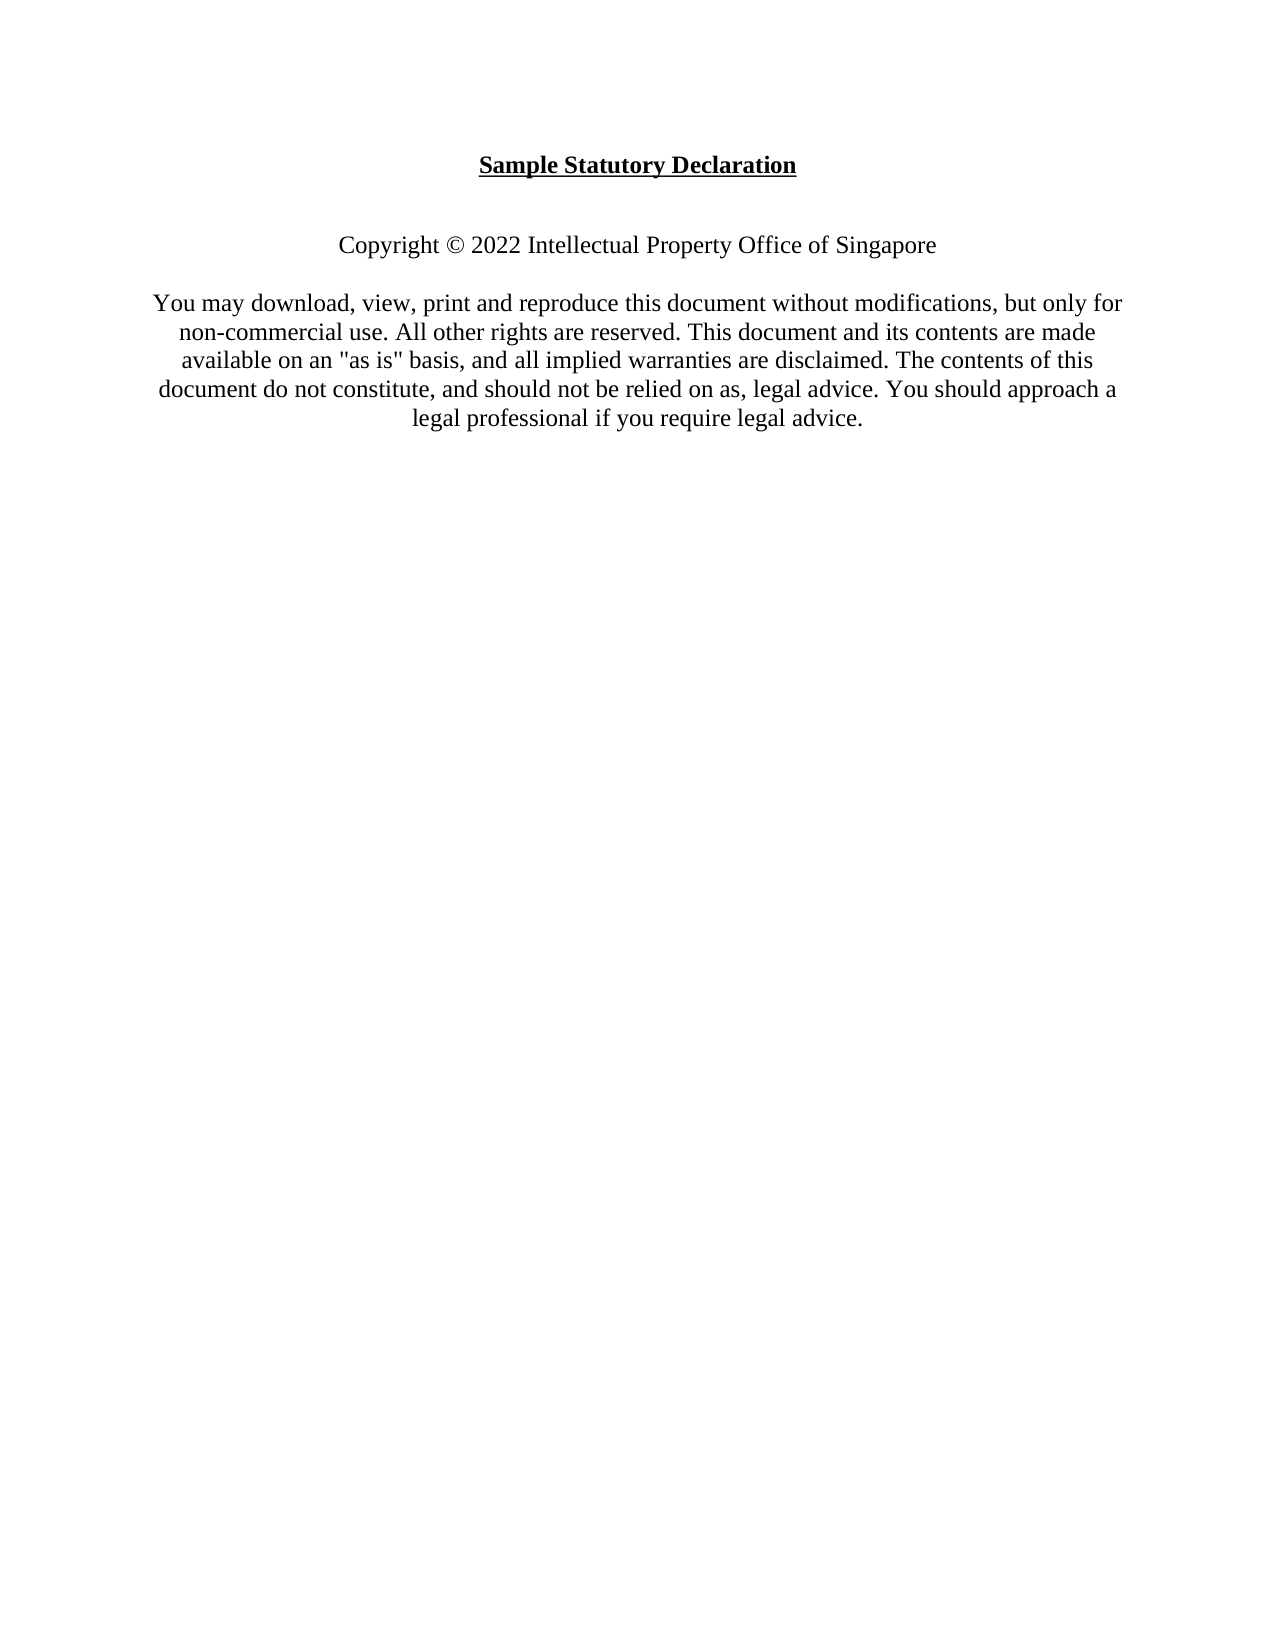 Sample Statutory Declaration
Copyright © 2022 Intellectual Property Office of Singapore
You may download, view, print and reproduce this document without modifications, but only for
non-commercial use. All other rights are reserved. This document and its contents are made
available on an "as is" basis, and all implied warranties are disclaimed. The contents of this
document do not constitute, and should not be relied on as, legal advice. You should approach a
legal professional if you require legal advice.